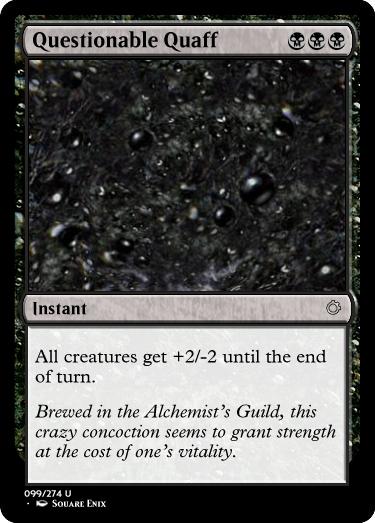 Questionable Quaff
Instant
All creatures get +2/-2 until the end
of turn.
Brewed in the Alchemist's Guild, this
crazy concoction seems to grant strength
at the cost of one's vitality.
099/274 U
· Square Enix